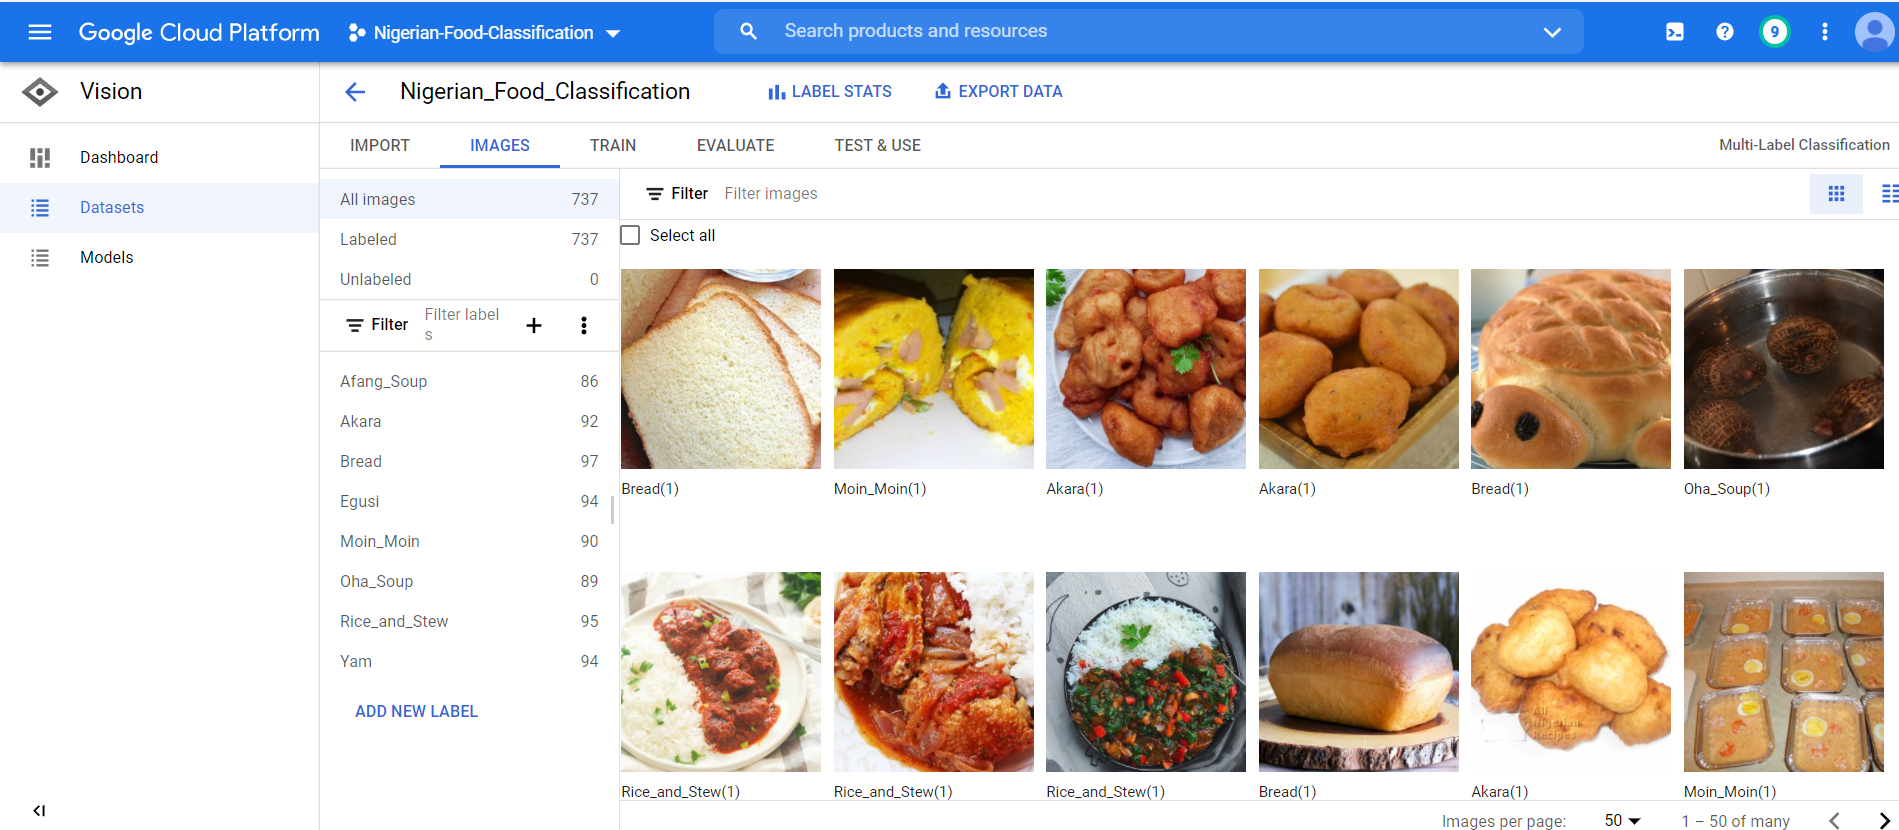 Google Cloud Platform
Nigerian-Food-Classification
Search products and resources
9
Vision
Nigerian_Food_Classification
LABEL STATS
EXPORT DATA
Dashboard
Datasets
Models
IMPORT
IMAGES
TRAIN
EVALUATE
TEST & USE
Multi-Label Classification
All images 737
Labeled 737
Unlabeled 0
Filter
Filter label
s
Afang_Soup 86
Akara 92
Bread 97
Egusi 94
Moin_Moin 90
Oha_Soup 89
Rice_and_Stew 95
Yam 94
ADD NEW LABEL
Filter Filter images
Select all
Bread(1)
Moin_Moin(1)
Akara(1)
Akara(1)
Bread(1)
Oha_Soup(1)
All
Nigerian
Recipes
Rice_and_Stew(1)
Rice_and_Stew(1)
Rice_and_Stew(1)
Bread(1)
Akara(1)
Moin_Moin(1)
Images per page: 50 1 – 50 of many